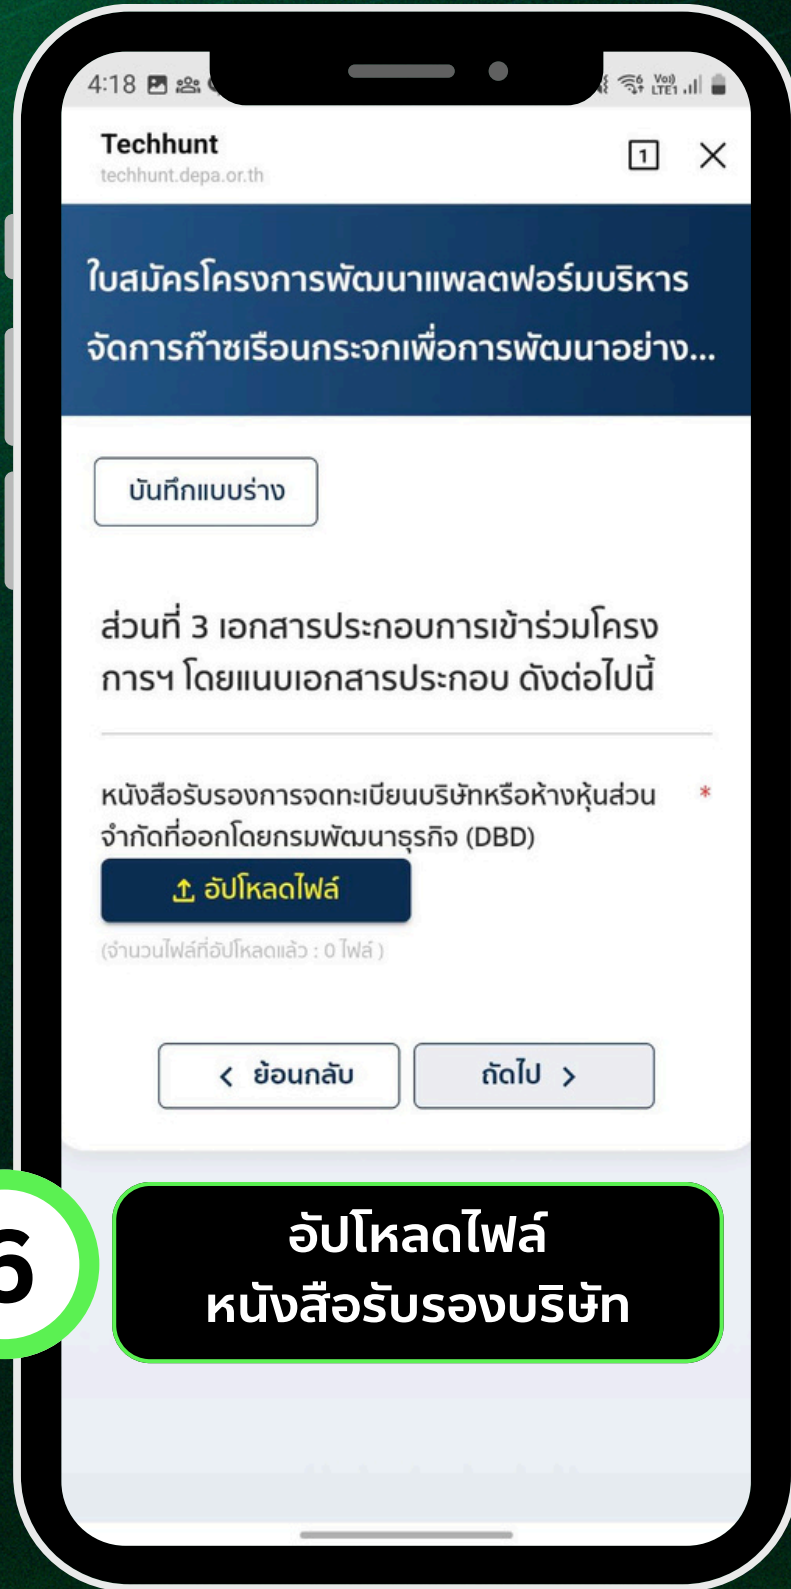 4:18
Vo))
LTE1
Techhunt
1
techhunt.depa.or.th
ใบสมัครโครงการพัฒนาแพลตฟอร์มบริหาร
จัดการก๊าซเรือนกระจกเพื่อการพัฒนาอย่าง...
บันทึกแบบร่าง
ส่วนที่ 3 เอกสารประกอบการเข้าร่วมโครง
การฯ โดยแนบเอกสารประกอบ ดังต่อไปนี้
หนังสือรับรองการจดทะเบียนบริษัทหรือห้างหุ้นส่วน *
จำกัดที่ออกโดยกรมพัฒนาธุรกิจ (DBD)
อัปโหลดไฟล์
(จำนวนไฟล์ที่อัปโหลดแล้ว : 0 ไฟล์ )
< ย้อนกลับ
ถัดไป >
6
อัปโหลดไฟล์
หนังสือรับรองบริษัท